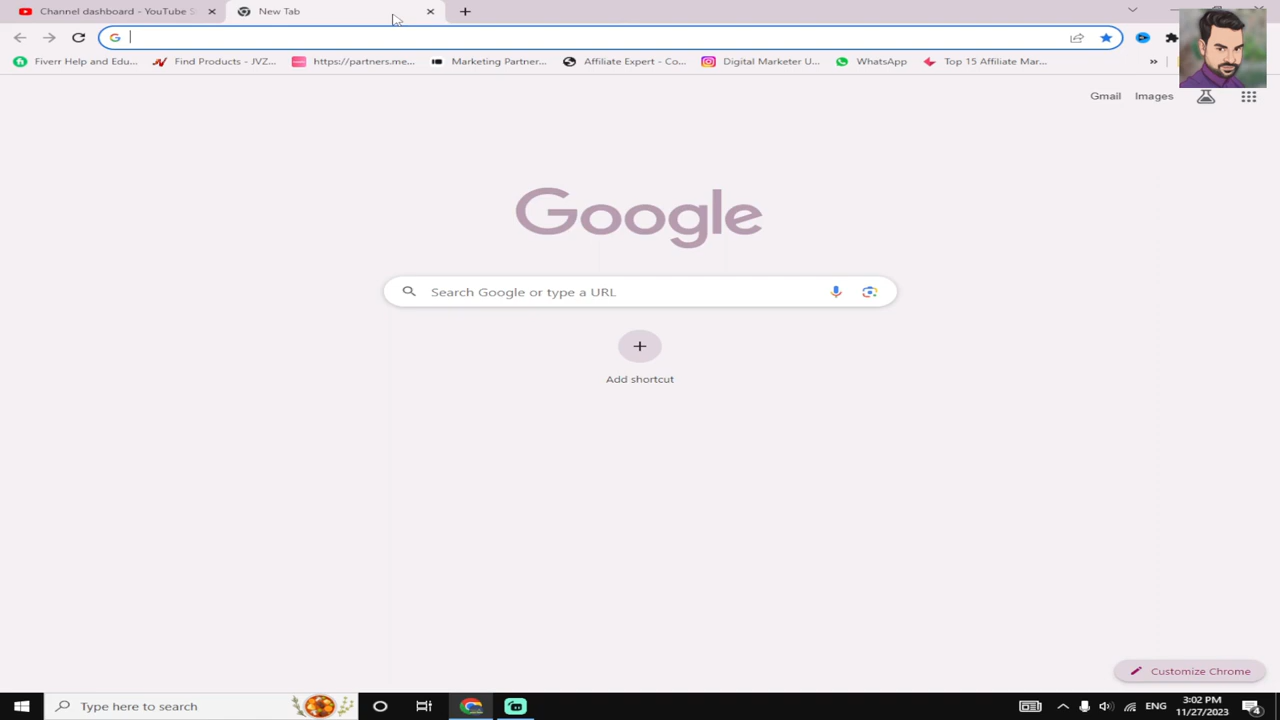 Channel dashboard - YouTube S
New Tab
Fiverr Help and Edu...
Find Products - JVZ...
https://partners.me...
Marketing Partner...
Affiliate Expert - Co...
Digital Marketer U...
WhatsApp
Top 15 Affiliate Mar...
»
Gmail
Images
Google
Search Google or type a URL
Add shortcut
Customize Chrome
Type here to search
ENG
3:02 PM
11/27/2023
4